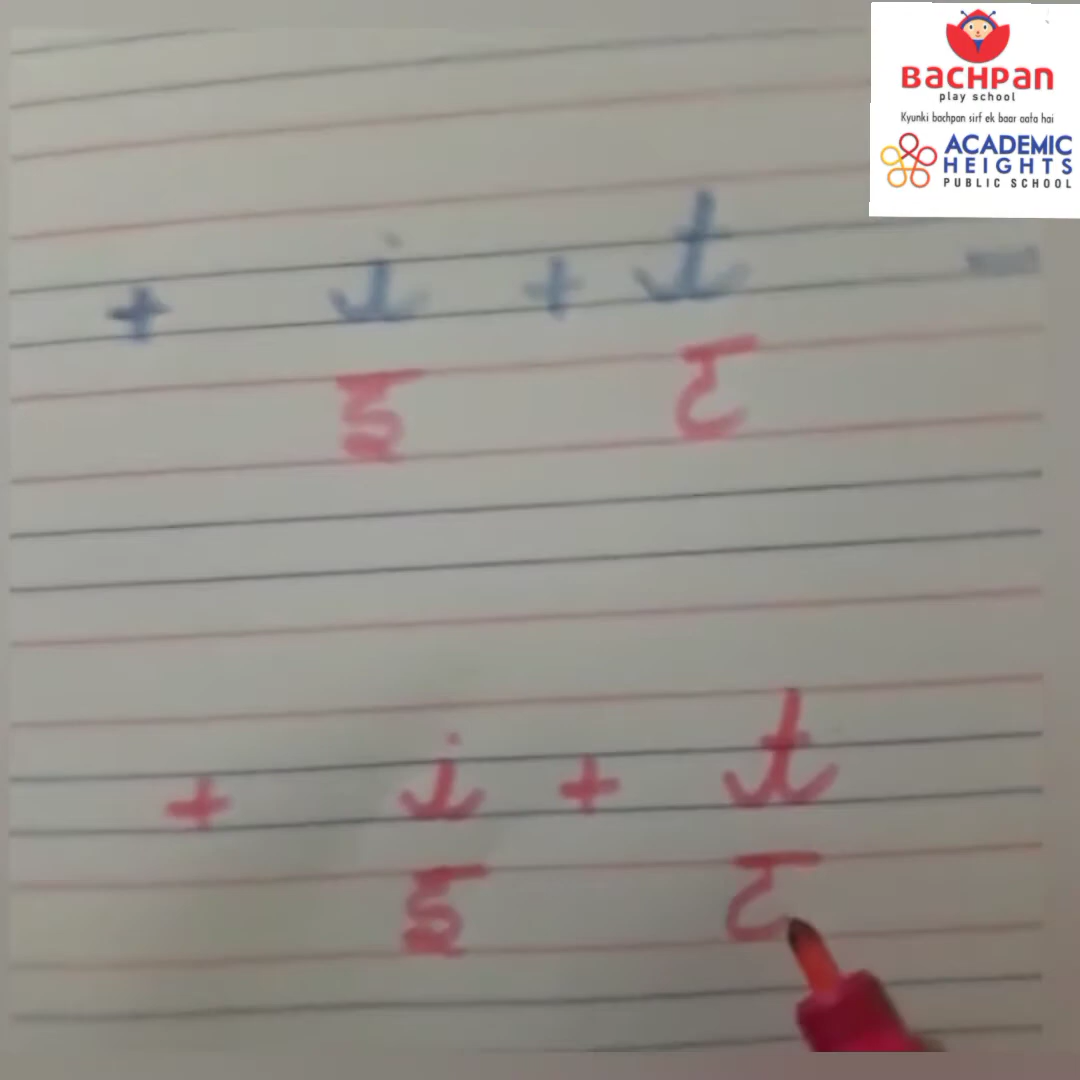 BACHPAN
play school
Kyunki bachpan sirf ek baar aata hai
ACADEMIC
HEIGHTS
PUBLIC SCHOOL
+ i + t
इ ट
+ i + t
इ ट